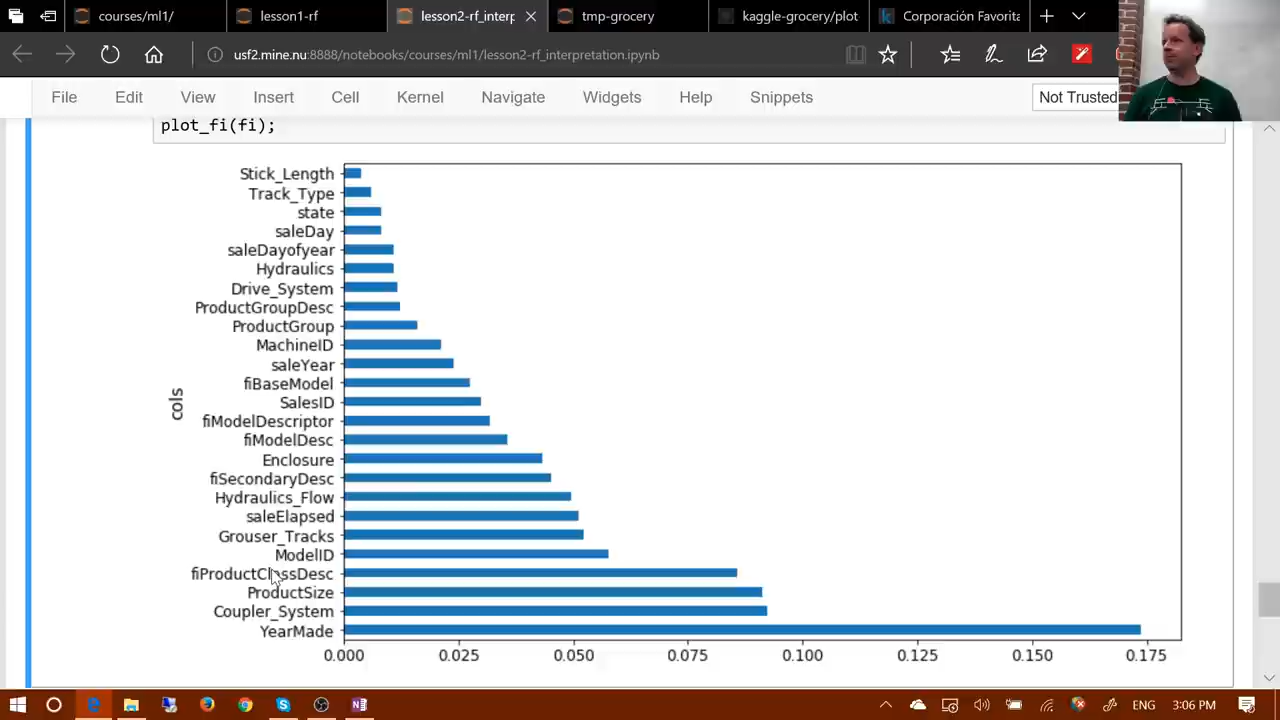 courses/ml1/
lesson1-rf
lesson2-rf_interp
tmp-grocery
kaggle-grocery/plot
Corporación Favorita
usf2.mine.nu:8888/notebooks/courses/ml1/lesson2-rf_interpretation.ipynb
File Edit View Insert Cell Kernel Navigate Widgets Help Snippets Not Trusted
plot_fi(fi);
Stick_Length
Track_Type
state
saleDay
saleDayofyear
Hydraulics
Drive_System
ProductGroupDesc
ProductGroup
MachineID
saleYear
fiBaseModel
SalesID
fiModelDescriptor
fiModelDesc
Enclosure
fiSecondaryDesc
Hydraulics_Flow
saleElapsed
Grouser_Tracks
ModelID
fiProductClassDesc
ProductSize
Coupler_System
YearMade
cols
0.000 0.025 0.050 0.075 0.100 0.125 0.150 0.175
ENG 3:06 PM